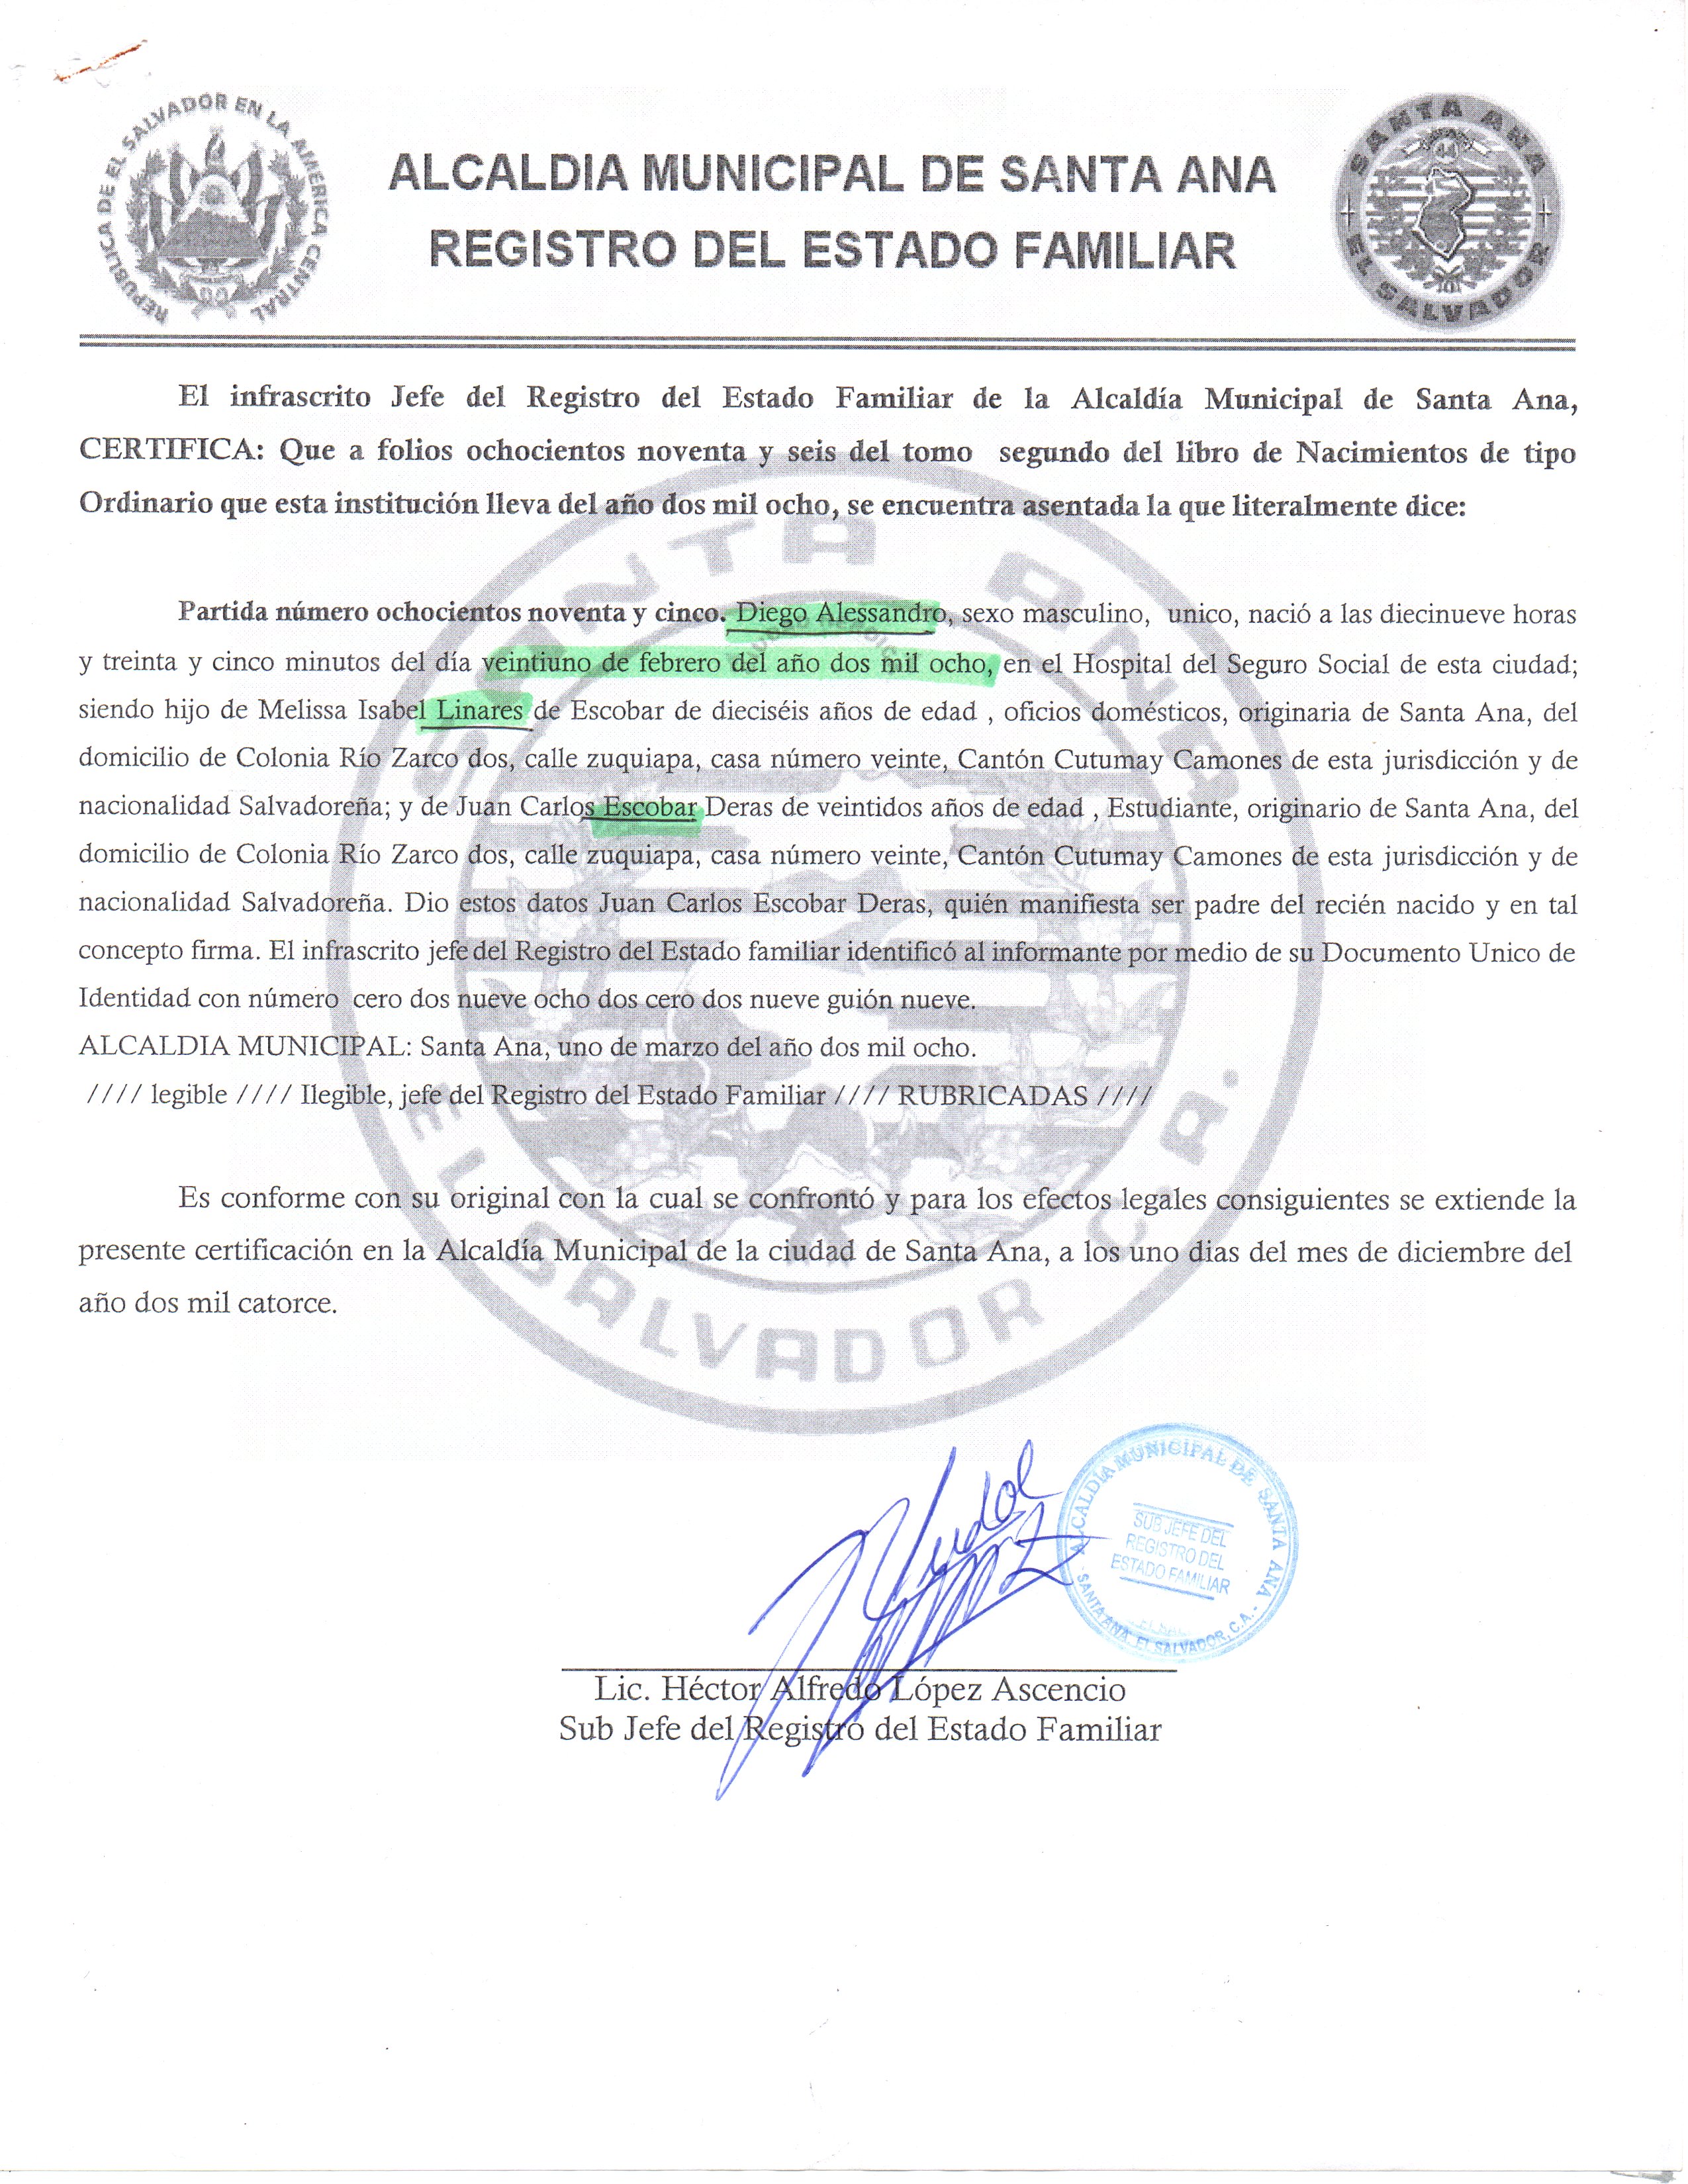 REPUBLICA DE EL SALVADOR EN LA AMERICA CENTRAL
ALCALDIA MUNICIPAL DE SANTA ANA
REGISTRO DEL ESTADO FAMILIAR
SANTA ANA
EL SALVADOR
El infrascrito Jefe del Registro del Estado Familiar de la Alcaldía Municipal de Santa Ana,
CERTIFICA: Que a folios ochocientos noventa y seis del tomo segundo del libro de Nacimientos de tipo
Ordinario que esta institución lleva del año dos mil ocho, se encuentra asentada la que literalmente dice:
Partida número ochocientos noventa y cinco. Diego Alessandro, sexo masculino, unico, nació a las diecinueve horas
y treinta y cinco minutos del día veintiuno de febrero del año dos mil ocho, en el Hospital del Seguro Social de esta ciudad;
siendo hijo de Melissa Isabel Linares de Escobar de dieciséis años de edad , oficios domésticos, originaria de Santa Ana, del
domicilio de Colonia Río Zarco dos, calle zuquiapa, casa número veinte, Cantón Cutumay Camones de esta jurisdicción y de
nacionalidad Salvadoreña; y de Juan Carlos Escobar Deras de veintidos años de edad , Estudiante, originario de Santa Ana, del
domicilio de Colonia Río Zarco dos, calle zuquiapa, casa número veinte, Cantón Cutumay Camones de esta jurisdicción y de
nacionalidad Salvadoreña. Dio estos datos Juan Carlos Escobar Deras, quién manifiesta ser padre del recién nacido y en tal
concepto firma. El infrascrito jefe del Registro del Estado familiar identificó al informante por medio de su Documento Unico de
Identidad con número cero dos nueve ocho dos cero dos nueve guión nueve.
ALCALDIA MUNICIPAL: Santa Ana, uno de marzo del año dos mil ocho.
//// legible //// Ilegible, jefe del Registro del Estado Familiar //// RUBRICADAS ////
Es conforme con su original con la cual se confrontó y para los efectos legales consiguientes se extiende la
presente certificación en la Alcaldía Municipal de la ciudad de Santa Ana, a los uno dias del mes de diciembre del
año dos mil catorce.
SANTA ANA
EL SALVADOR C.A.
ALCALDÍA MUNICIPAL DE SANTA ANA
SUB JEFE DEL
REGISTRO DEL
ESTADO FAMILIAR
- SANTA ANA, EL SALVADOR, C.A. -
Lic. Héctor Alfredo López Ascencio
Sub Jefe del Registro del Estado Familiar